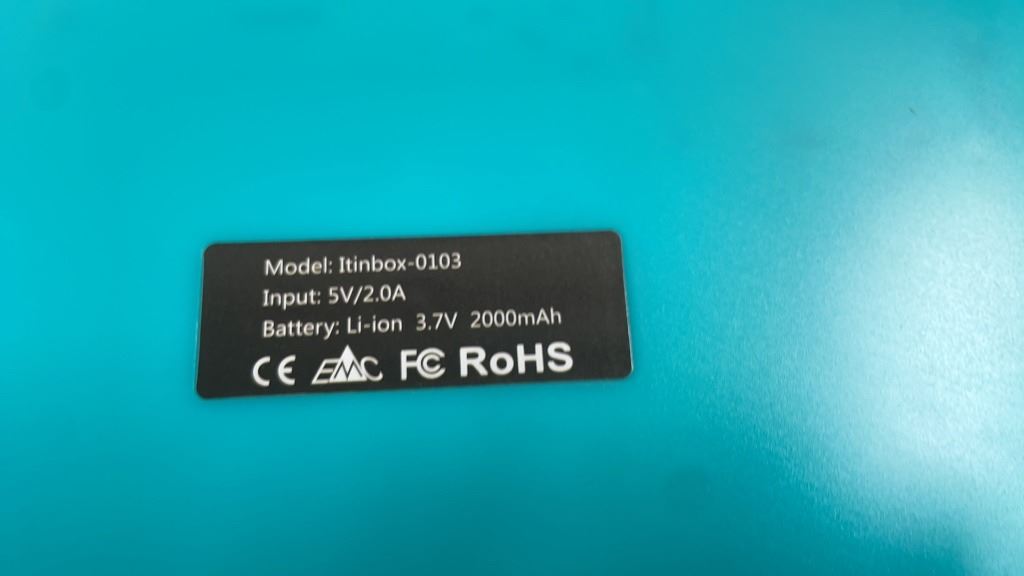 Model: Itinbox-0103
Input: 5V/2.0A
Battery: Li-ion 3.7V 2000mAh
CE EMC FC RoHS